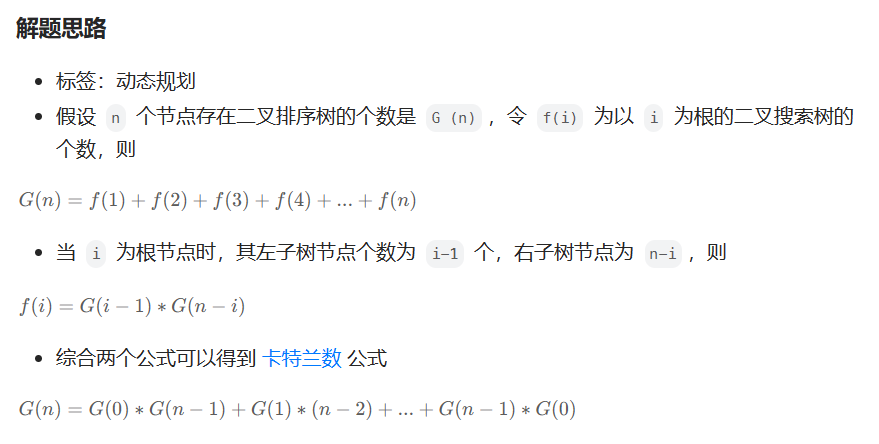 解题思路
标签：动态规划
假设 n 个节点存在二叉排序树的个数是 G (n) ，令 f(i) 为以 i 为根的二叉搜索树的
个数，则
G(n) = f(1) + f(2) + f(3) + f(4) + ... + f(n)
当 i 为根节点时，其左子树节点个数为 i-1 个，右子树节点为 n-i ，则
f(i) = G(i − 1) ∗ G(n − i)
综合两个公式可以得到 卡特兰数 公式
G(n) = G(0) ∗ G(n − 1) + G(1) ∗ (n − 2) + ... + G(n − 1) ∗ G(0)